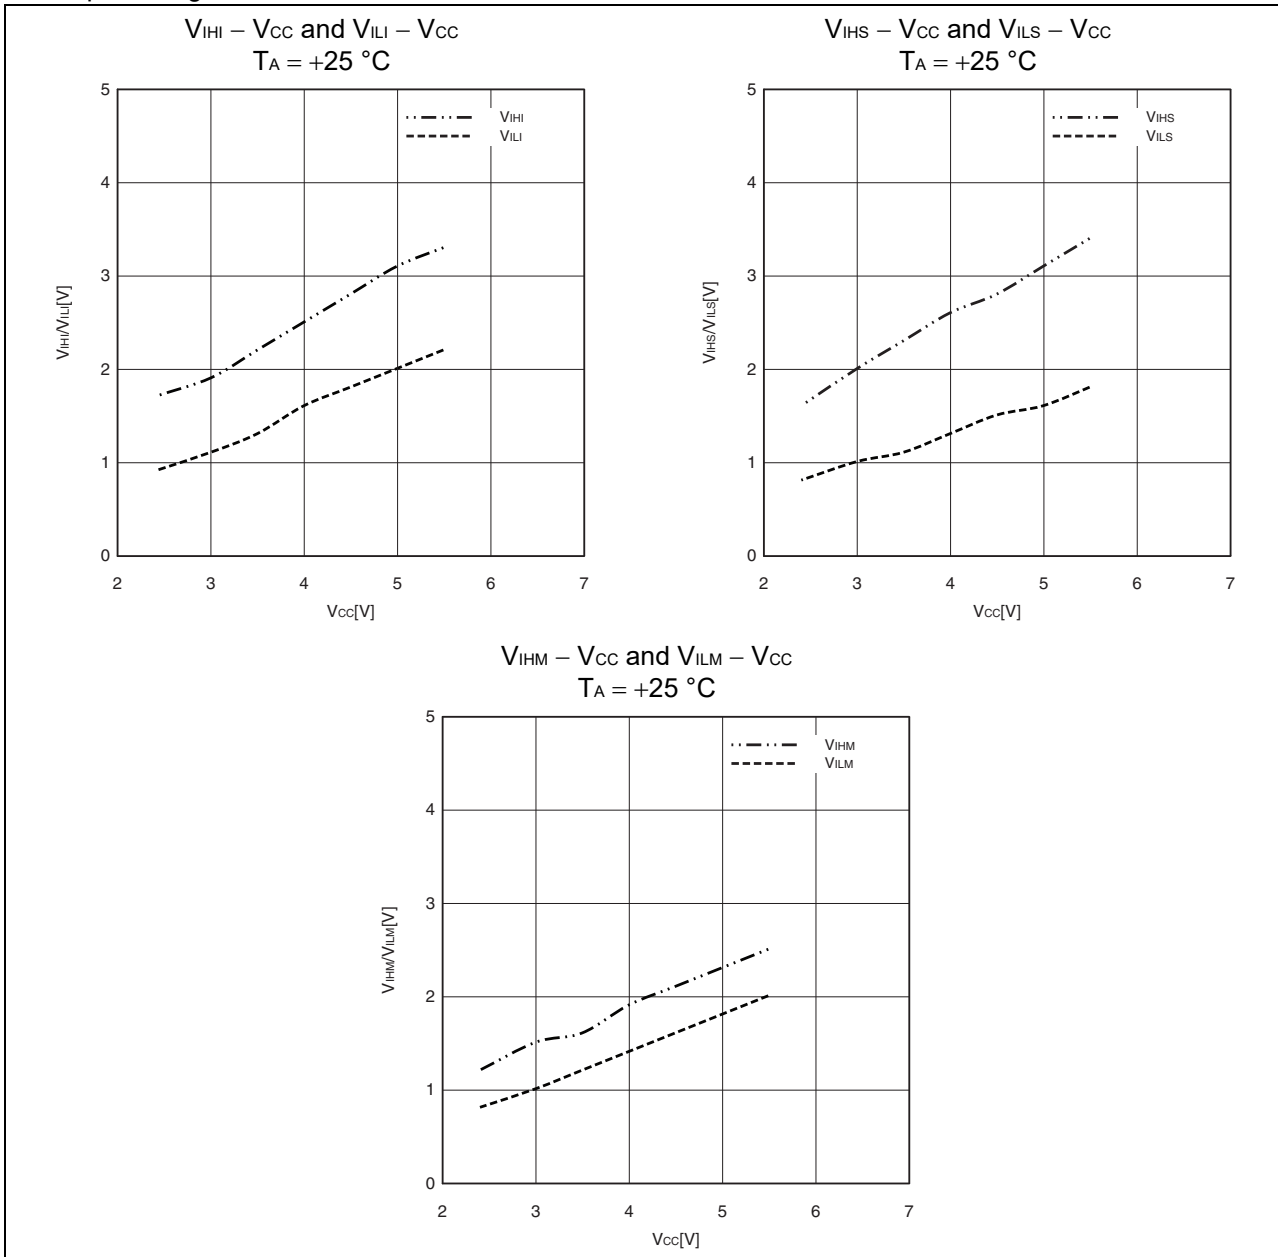 VIHI − VCC and VILI − VCC
TA = +25 °C
5
4
3
2
1
0
VIHI/VILI[V]
VIHI
VILI
2 3 4 5 6 7
VCC[V]
VIHS − VCC and VILS − VCC
TA = +25 °C
5
4
3
2
1
0
VIHS/VILS[V]
VIHS
VILS
2 3 4 5 6 7
VCC[V]
VIHM − VCC and VILM − VCC
TA = +25 °C
5
4
3
2
1
0
VIHM/VILM[V]
VIHM
VILM
2 3 4 5 6 7
VCC[V]